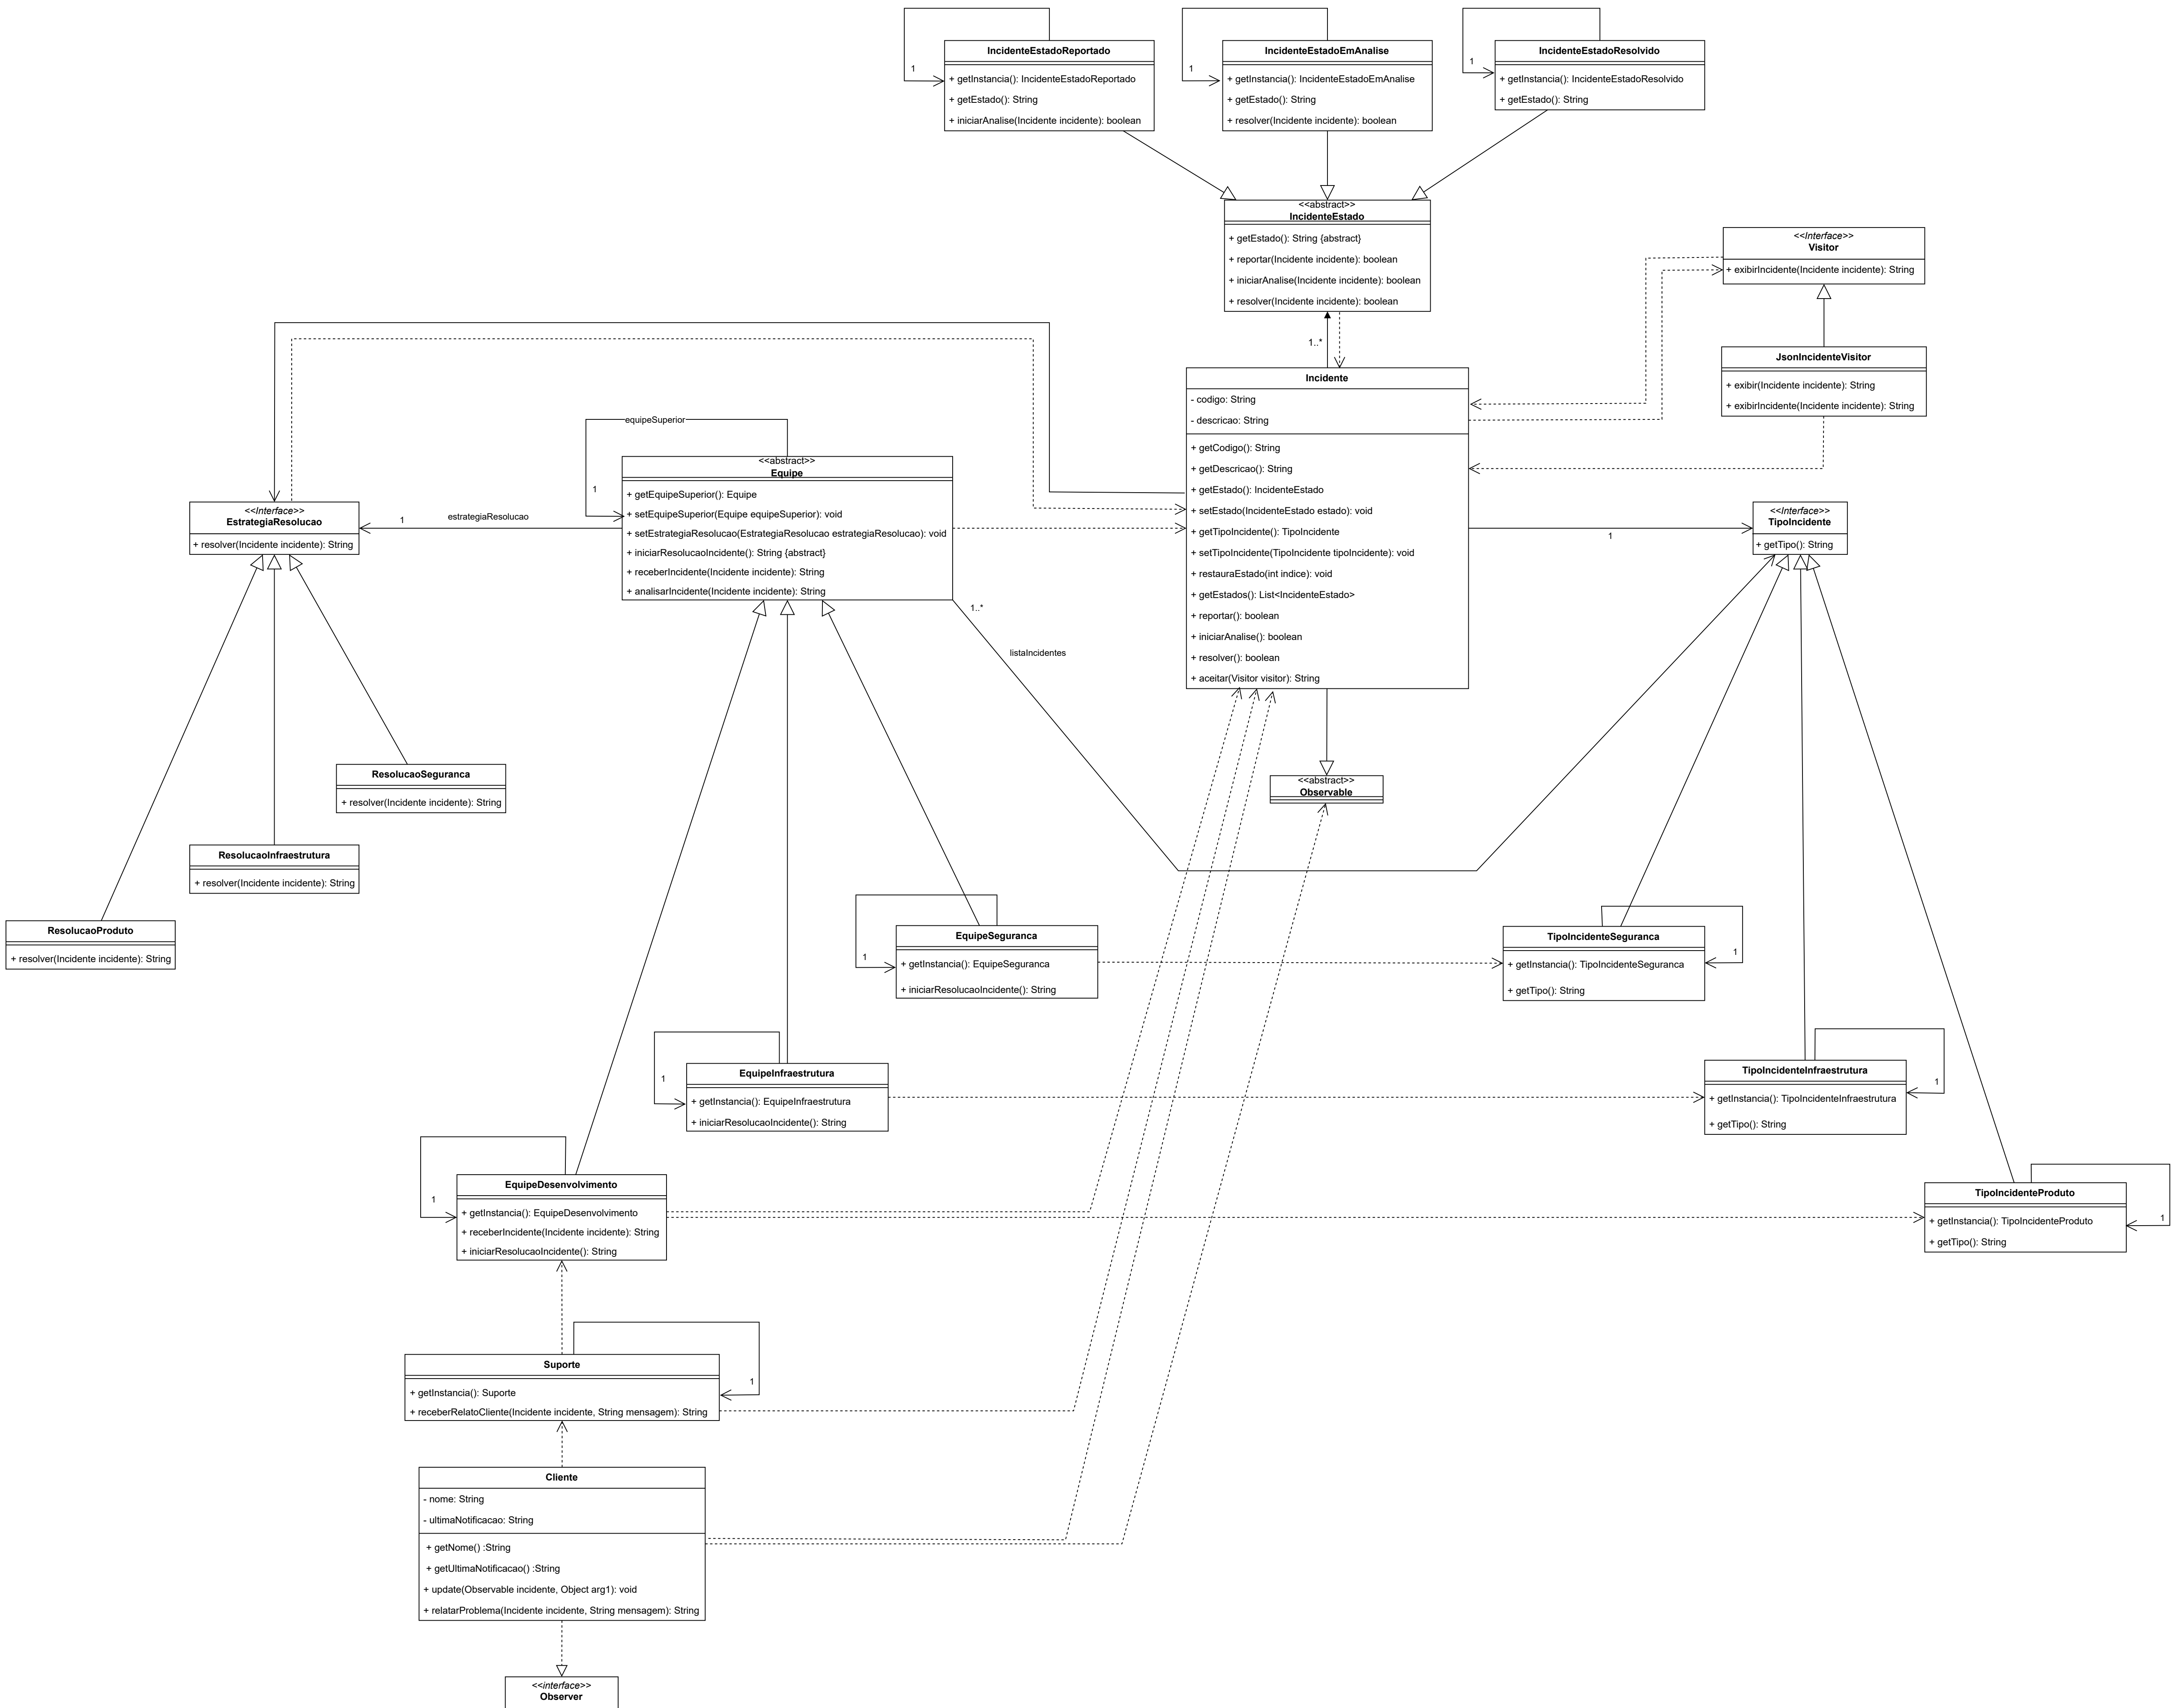 IncidenteEstadoReportado
+ getInstancia(): IncidenteEstadoReportado
+ getEstado(): String
+ iniciarAnalise(Incidente incidente): boolean
1
IncidenteEstadoEmAnalise
+ getInstancia(): IncidenteEstadoEmAnalise
+ getEstado(): String
+ resolver(Incidente incidente): boolean
1
IncidenteEstadoResolvido
+ getInstancia(): IncidenteEstadoResolvido
+ getEstado(): String
1
<<abstract>>
IncidenteEstado
+ getEstado(): String {abstract}
+ reportar(Incidente incidente): boolean
+ iniciarAnalise(Incidente incidente): boolean
+ resolver(Incidente incidente): boolean
1..*
<<Interface>>
Visitor
+ exibirIncidente(Incidente incidente): String
JsonIncidenteVisitor
+ exibir(Incidente incidente): String
+ exibirIncidente(Incidente incidente): String
Incidente
- codigo: String
- descricao: String
+ getCodigo(): String
+ getDescricao(): String
+ getEstado(): IncidenteEstado
+ setEstado(IncidenteEstado estado): void
+ getTipoIncidente(): TipoIncidente
+ setTipoIncidente(TipoIncidente tipoIncidente): void
+ restauraEstado(int indice): void
+ getEstados(): List<IncidenteEstado>
+ reportar(): boolean
+ iniciarAnalise(): boolean
+ resolver(): boolean
+ aceitar(Visitor visitor): String
equipeSuperior
1
<<abstract>>
Equipe
+ getEquipeSuperior(): Equipe
+ setEquipeSuperior(Equipe equipeSuperior): void
+ setEstrategiaResolucao(EstrategiaResolucao estrategiaResolucao): void
+ iniciarResolucaoIncidente(): String {abstract}
+ receberIncidente(Incidente incidente): String
+ analisarIncidente(Incidente incidente): String
1
estrategiaResolucao
<<Interface>>
EstrategiaResolucao
+ resolver(Incidente incidente): String
<<Interface>>
TipoIncidente
+ getTipo(): String
1
1..*
listaIncidentes
ResolucaoSeguranca
+ resolver(Incidente incidente): String
ResolucaoInfraestrutura
+ resolver(Incidente incidente): String
ResolucaoProduto
+ resolver(Incidente incidente): String
<<abstract>>
Observable
EquipeSeguranca
+ getInstancia(): EquipeSeguranca
+ iniciarResolucaoIncidente(): String
1
TipoIncidenteSeguranca
+ getInstancia(): TipoIncidenteSeguranca
+ getTipo(): String
1
EquipeInfraestrutura
+ getInstancia(): EquipeInfraestrutura
+ iniciarResolucaoIncidente(): String
1
TipoIncidenteInfraestrutura
+ getInstancia(): TipoIncidenteInfraestrutura
+ getTipo(): String
1
EquipeDesenvolvimento
+ getInstancia(): EquipeDesenvolvimento
+ receberIncidente(Incidente incidente): String
+ iniciarResolucaoIncidente(): String
1
TipoIncidenteProduto
+ getInstancia(): TipoIncidenteProduto
+ getTipo(): String
1
Suporte
+ getInstancia(): Suporte
+ receberRelatoCliente(Incidente incidente, String mensagem): String
1
Cliente
- nome: String
- ultimaNotificacao: String
+ getNome() :String
+ getUltimaNotificacao() :String
+ update(Observable incidente, Object arg1): void
+ relatarProblema(Incidente incidente, String mensagem): String
<<interface>>
Observer